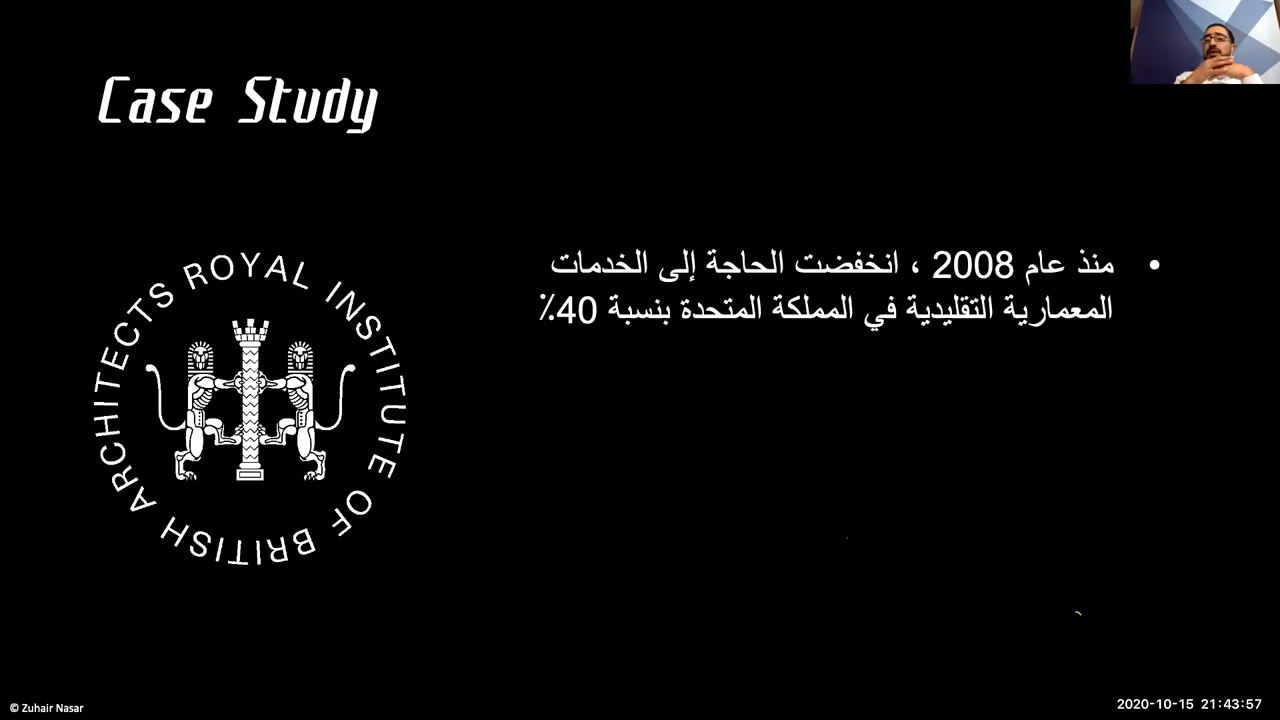 Case Study
ROYAL INSTITUTE OF BRITISH ARCHITECTS
• منذ عام 2008 ، انخفضت الحاجة إلى الخدمات
المعمارية التقليدية في المملكة المتحدة بنسبة 40٪
© Zuhair Nasar
2020-10-15 21:43:57